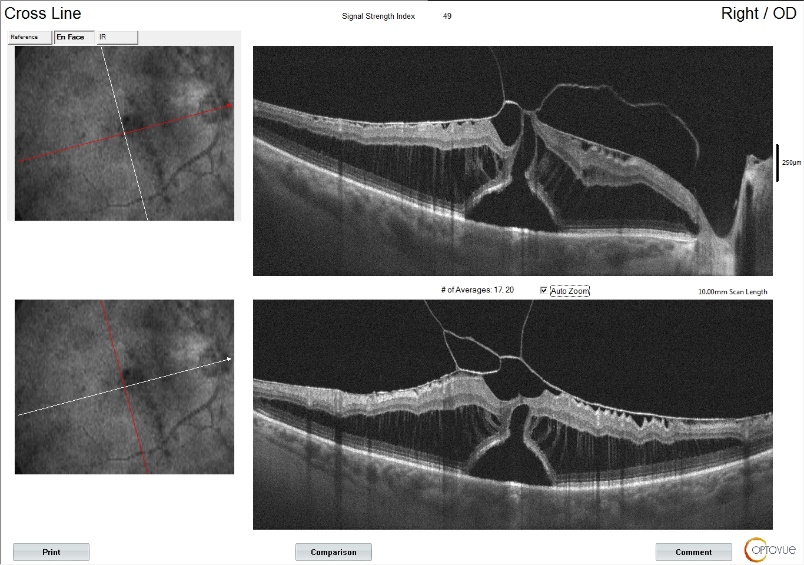 Cross Line
Signal Strength Index 49
Right / OD
Reference En Face IR
250µm
# of Averages: 17, 20 Auto Zoom 10.00mm Scan Length
Print Comparison Comment OPTOVUE